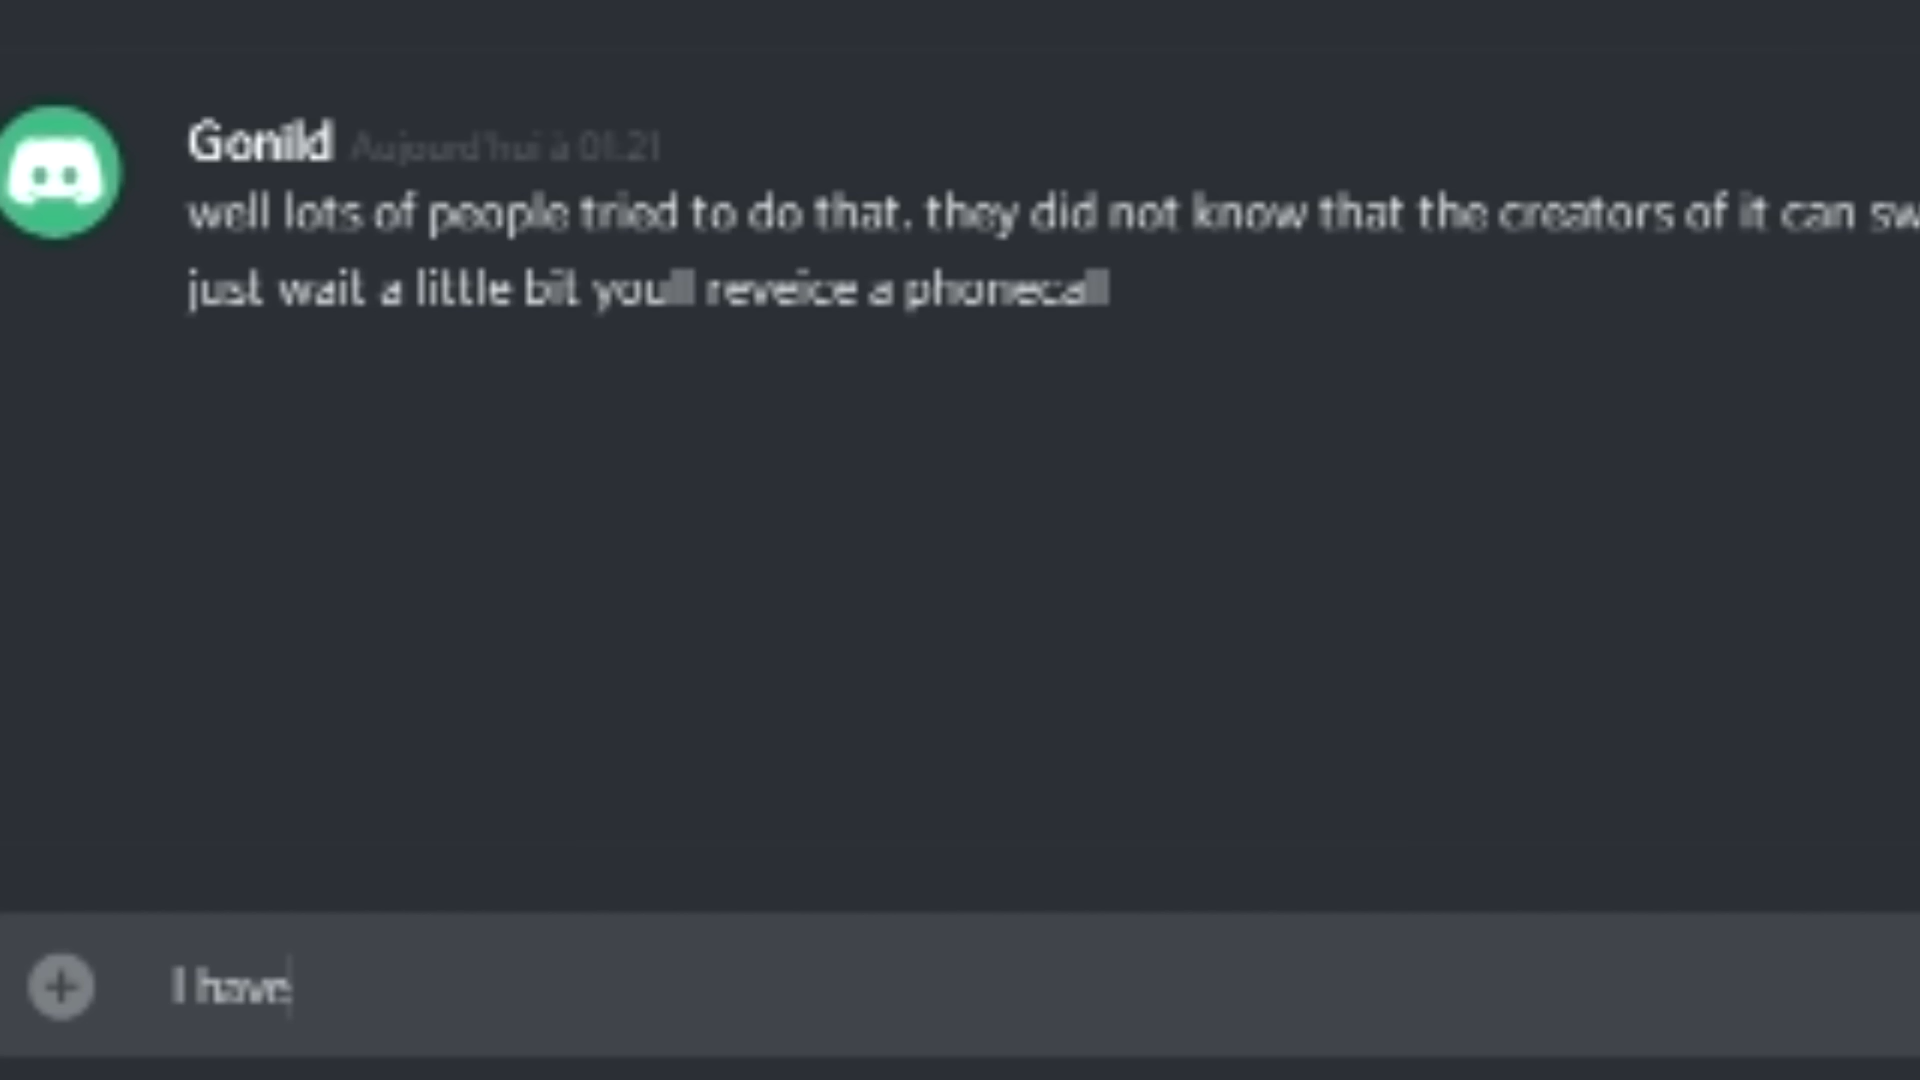 Gonild Aujourd'hui à 01:21
well lots of people tried to do that. they did not know that the creators of it can sw
just wait a little bit youll reveice a phonecall
I have